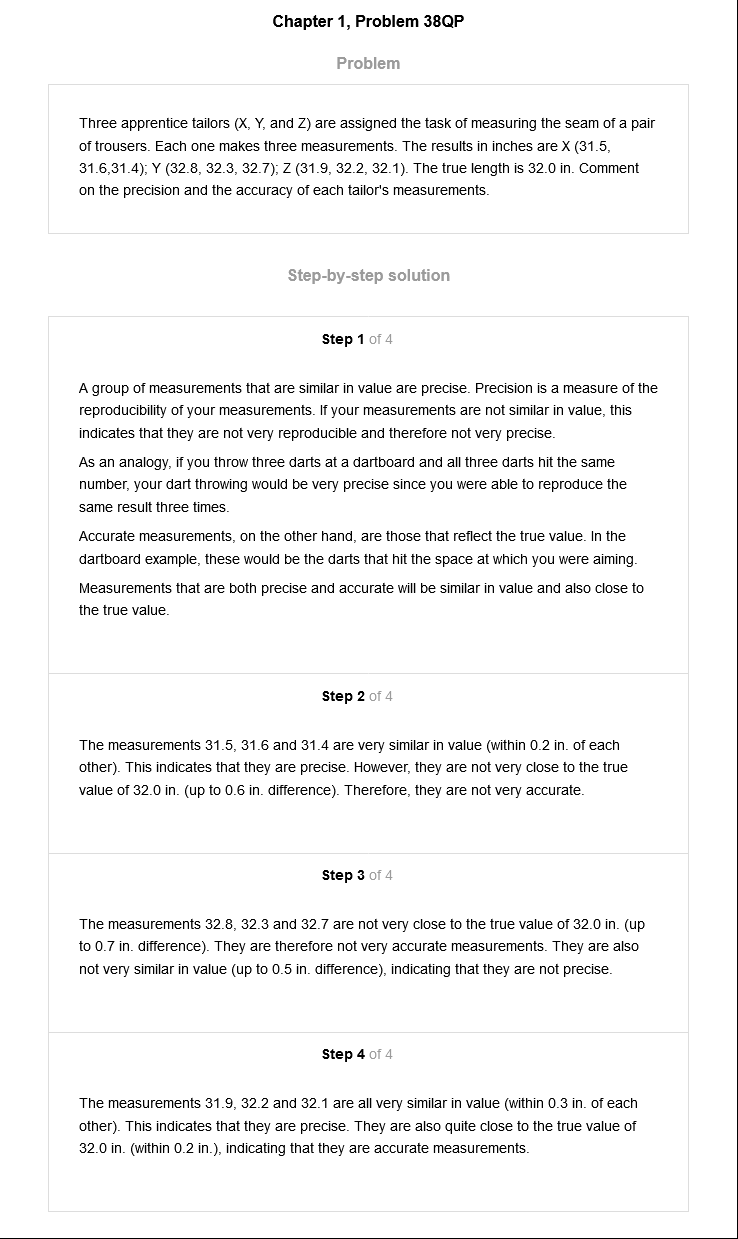 Chapter 1, Problem 38QP
Problem
Three apprentice tailors (X, Y, and Z) are assigned the task of measuring the seam of a pair
of trousers. Each one makes three measurements. The results in inches are X (31.5,
31.6,31.4); Y (32.8, 32.3, 32.7); Z (31.9, 32.2, 32.1). The true length is 32.0 in. Comment
on the precision and the accuracy of each tailor's measurements.
Step-by-step solution
Step 1 of 4
A group of measurements that are similar in value are precise. Precision is a measure of the
reproducibility of your measurements. If your measurements are not similar in value, this
indicates that they are not very reproducible and therefore not very precise.
As an analogy, if you throw three darts at a dartboard and all three darts hit the same
number, your dart throwing would be very precise since you were able to reproduce the
same result three times.
Accurate measurements, on the other hand, are those that reflect the true value. In the
dartboard example, these would be the darts that hit the space at which you were aiming.
Measurements that are both precise and accurate will be similar in value and also close to
the true value.
Step 2 of 4
The measurements 31.5, 31.6 and 31.4 are very similar in value (within 0.2 in. of each
other). This indicates that they are precise. However, they are not very close to the true
value of 32.0 in. (up to 0.6 in. difference). Therefore, they are not very accurate.
Step 3 of 4
The measurements 32.8, 32.3 and 32.7 are not very close to the true value of 32.0 in. (up
to 0.7 in. difference). They are therefore not very accurate measurements. They are also
not very similar in value (up to 0.5 in. difference), indicating that they are not precise.
Step 4 of 4
The measurements 31.9, 32.2 and 32.1 are all very similar in value (within 0.3 in. of each
other). This indicates that they are precise. They are also quite close to the true value of
32.0 in. (within 0.2 in.), indicating that they are accurate measurements.